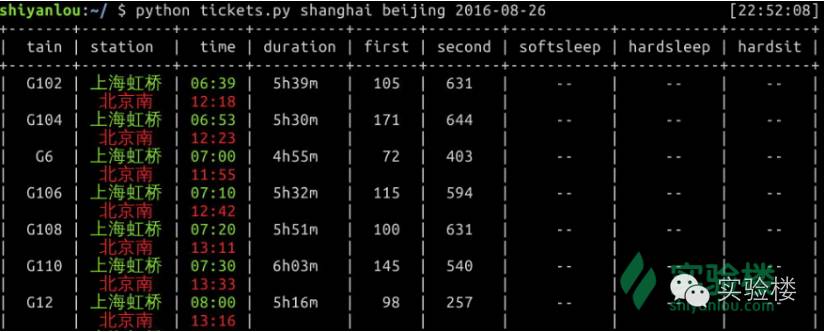 shiyanlou:~/ $ python tickets.py shanghai beijing 2016-08-26 [22:52:08]
| tain | station | time | duration | first | second | softsleep | hardsleep | hardsit |
| G102 | 上海虹桥 | 06:39 | 5h39m | 105 | 631 | -- | -- | -- |
| | 北京南 | 12:18 | | | | | | |
| G104 | 上海虹桥 | 06:53 | 5h30m | 171 | 644 | -- | -- | -- |
| | 北京南 | 12:23 | | | | | | |
| G6 | 上海虹桥 | 07:00 | 4h55m | 72 | 403 | -- | -- | -- |
| | 北京南 | 11:55 | | | | | | |
| G106 | 上海虹桥 | 07:10 | 5h32m | 115 | 594 | -- | -- | -- |
| | 北京南 | 12:42 | | | | | | |
| G108 | 上海虹桥 | 07:20 | 5h51m | 100 | 631 | -- | -- | -- |
| | 北京南 | 13:11 | | | | | | |
| G110 | 上海虹桥 | 07:30 | 6h03m | 145 | 540 | -- | -- | -- |
| | 北京南 | 13:33 | | | | | | |
| G12 | 上海虹桥 | 08:00 | 5h16m | 98 | 257 | -- | -- | -- |
| | 北京南 | 13:16 | | | | | | |
实验楼
shiyanlou.com
实验楼